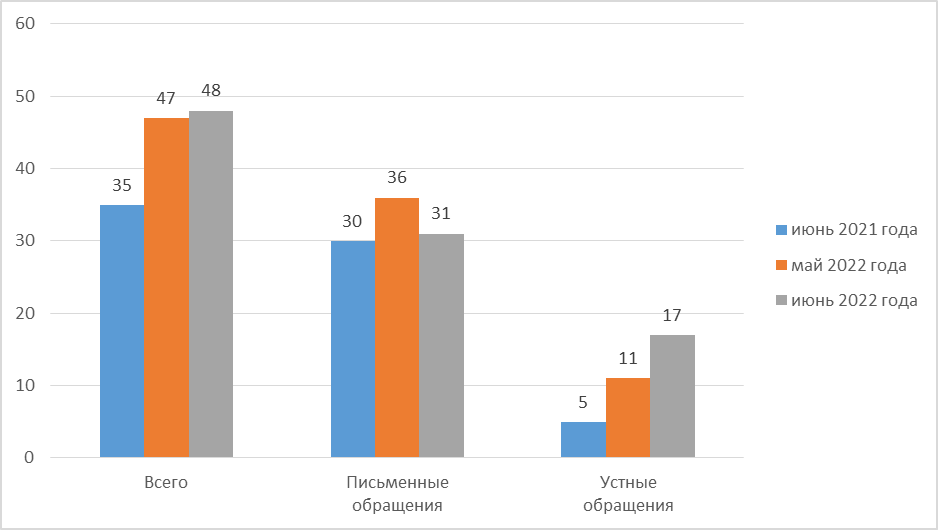 60
50
40
30
20
10
0
35
47
48
30
36
31
5
11
17
Всего
Письменные
обращения
Устные
обращения
июнь 2021 года
май 2022 года
июнь 2022 года